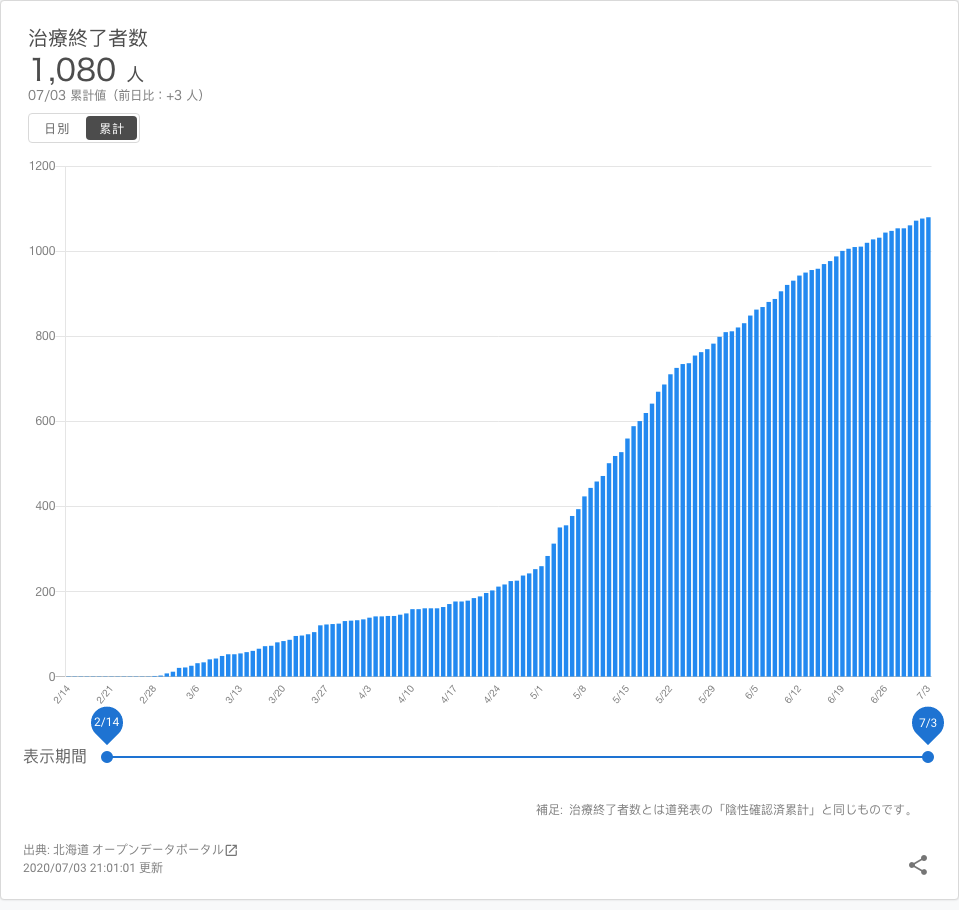 治療終了者数
1,080 人
07/03 累計値（前日比：+3 人）
日別 累計
1200
1000
800
600
400
200
0
2/14 2/21 2/28 3/6 3/13 3/20 3/27 4/3 4/10 4/17 4/24 5/1 5/8 5/15 5/22 5/29 6/5 6/12 6/19 6/26 7/3
2/14 7/3
表示期間
補足: 治療終了者数とは道発表の「陰性確認済累計」と同じものです。
出典: 北海道 オープンデータポータル
2020/07/03 21:01:01 更新